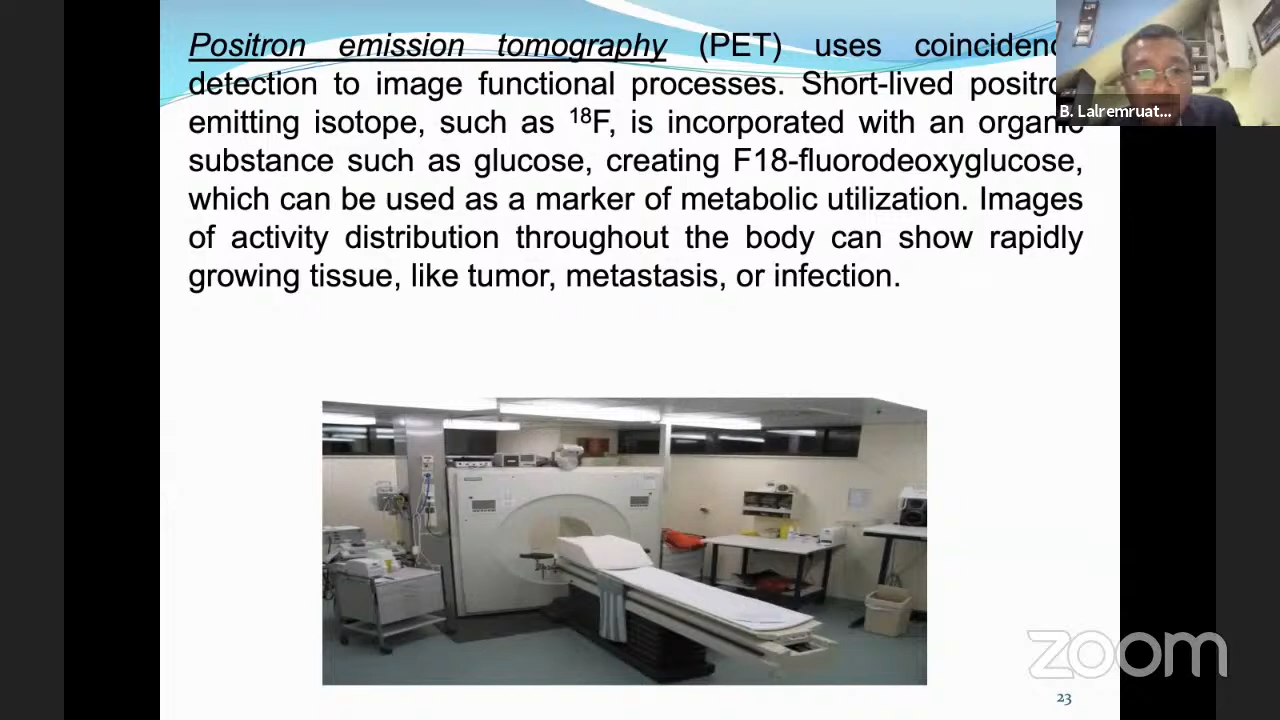 Positron emission tomography (PET) uses coincidenc
detection to image functional processes. Short-lived positro
emitting isotope, such as ¹⁸F, is incorporated with an organic
substance such as glucose, creating F18-fluorodeoxyglucose,
which can be used as a marker of metabolic utilization. Images
of activity distribution throughout the body can show rapidly
growing tissue, like tumor, metastasis, or infection.
B. Lalremruat...
zoom
23